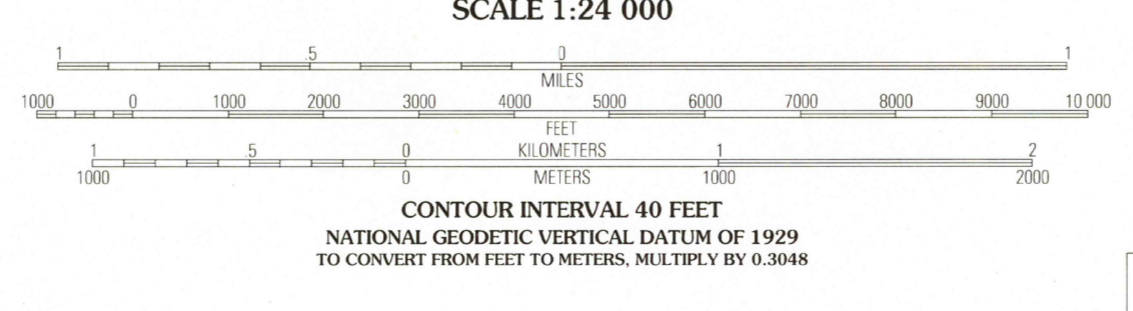 SCALE 1:24 000
1 .5 0 1
MILES
1000 0 1000 2000 3000 4000 5000 6000 7000 8000 9000 10 000
FEET
1 .5 0 KILOMETERS 1 2
1000 0 METERS 1000 2000
CONTOUR INTERVAL 40 FEET
NATIONAL GEODETIC VERTICAL DATUM OF 1929
TO CONVERT FROM FEET TO METERS, MULTIPLY BY 0.3048